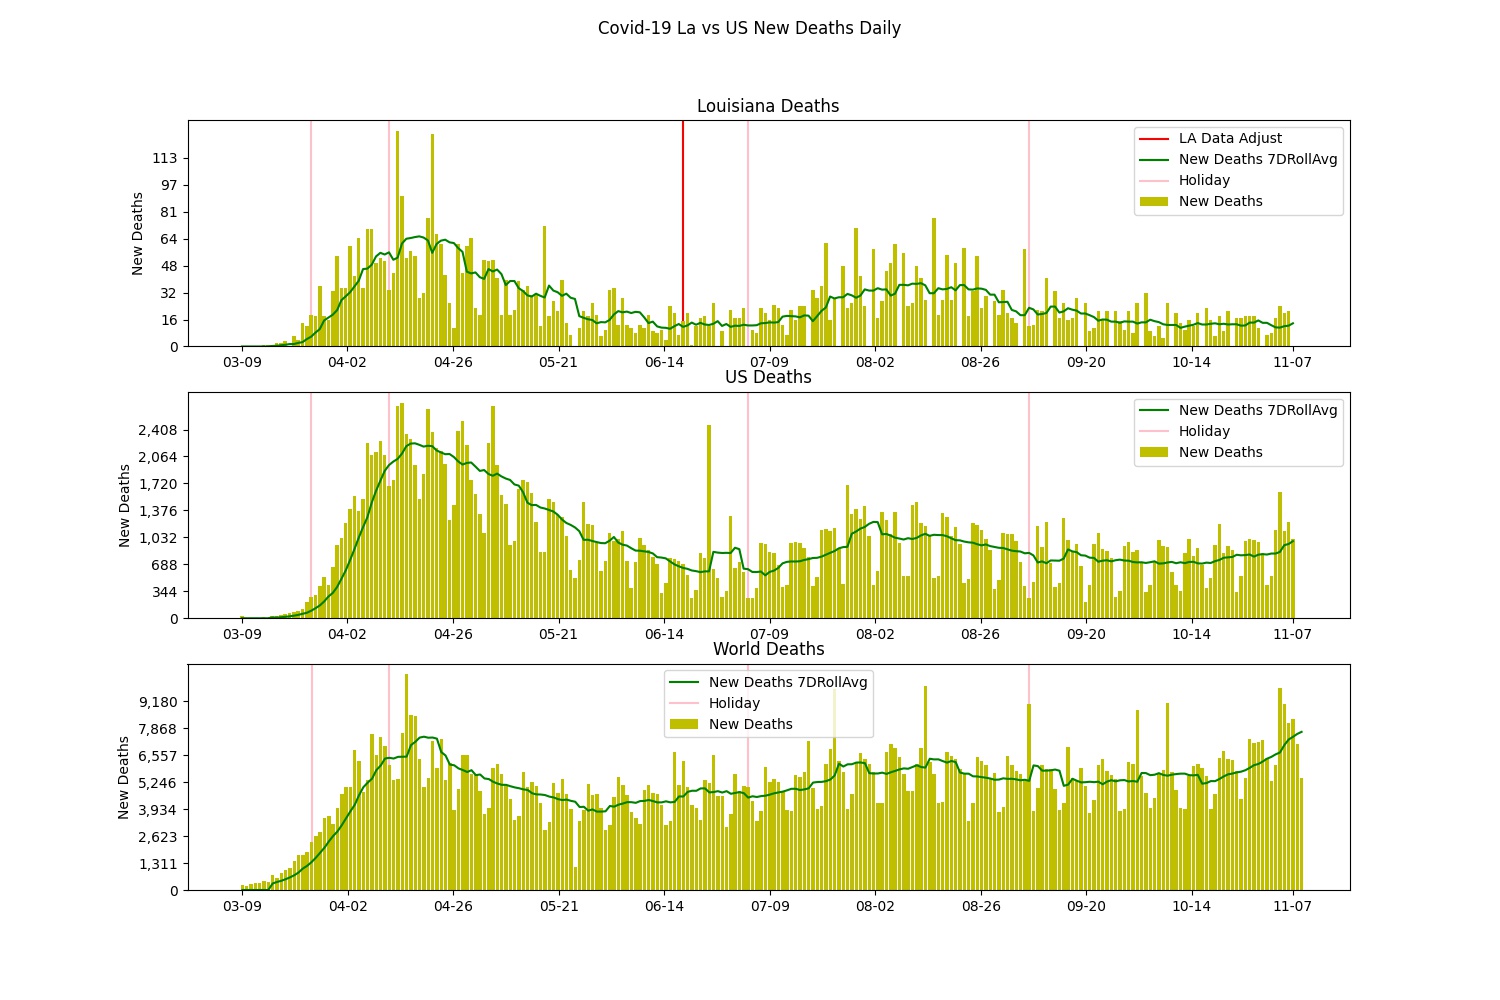 Covid-19 La vs US New Deaths Daily
Louisiana Deaths
New Deaths
113
97
81
64
48
32
16
0
LA Data Adjust
New Deaths 7DRollAvg
Holiday
New Deaths
03-09 04-02 04-26 05-21 06-14 07-09 08-02 08-26 09-20 10-14 11-07
US Deaths
New Deaths
2,408
2,064
1,720
1,376
1,032
688
344
0
New Deaths 7DRollAvg
Holiday
New Deaths
03-09 04-02 04-26 05-21 06-14 07-09 08-02 08-26 09-20 10-14 11-07
World Deaths
New Deaths
9,180
7,868
6,557
5,246
3,934
2,623
1,311
0
New Deaths 7DRollAvg
Holiday
New Deaths
03-09 04-02 04-26 05-21 06-14 07-09 08-02 08-26 09-20 10-14 11-07